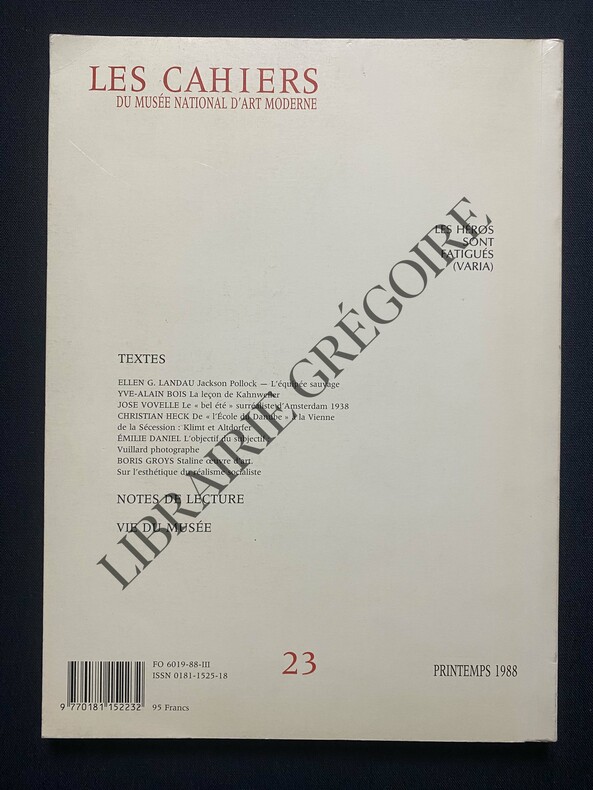 LES CAHIERS
DU MUSÉE NATIONAL D'ART MODERNE
LES HÉROS
SONT
FATIGUÉS
(VARIA)
TEXTES
ELLEN G. LANDAU Jackson Pollock — L'équipée sauvage
YVE-ALAIN BOIS La leçon de Kahnweiler
JOSE VOVELLE Le « bel été » surréaliste d'Amsterdam 1938
CHRISTIAN HECK De « l'École du Danube » à la Vienne
de la Sécession : Klimt et Altdorfer
ÉMILIE DANIEL L'objectif du subjectif
Vuillard photographe
BORIS GROYS Staline œuvre d'art.
Sur l'esthétique du réalisme socialiste
NOTES DE LECTURE
VIE DU MUSÉE
LIBRAIRIE GRÉGOIRE
FO 6019-88-III
ISSN 0181-1525-18
9 770181 152232
95 Francs
23
PRINTEMPS 1988